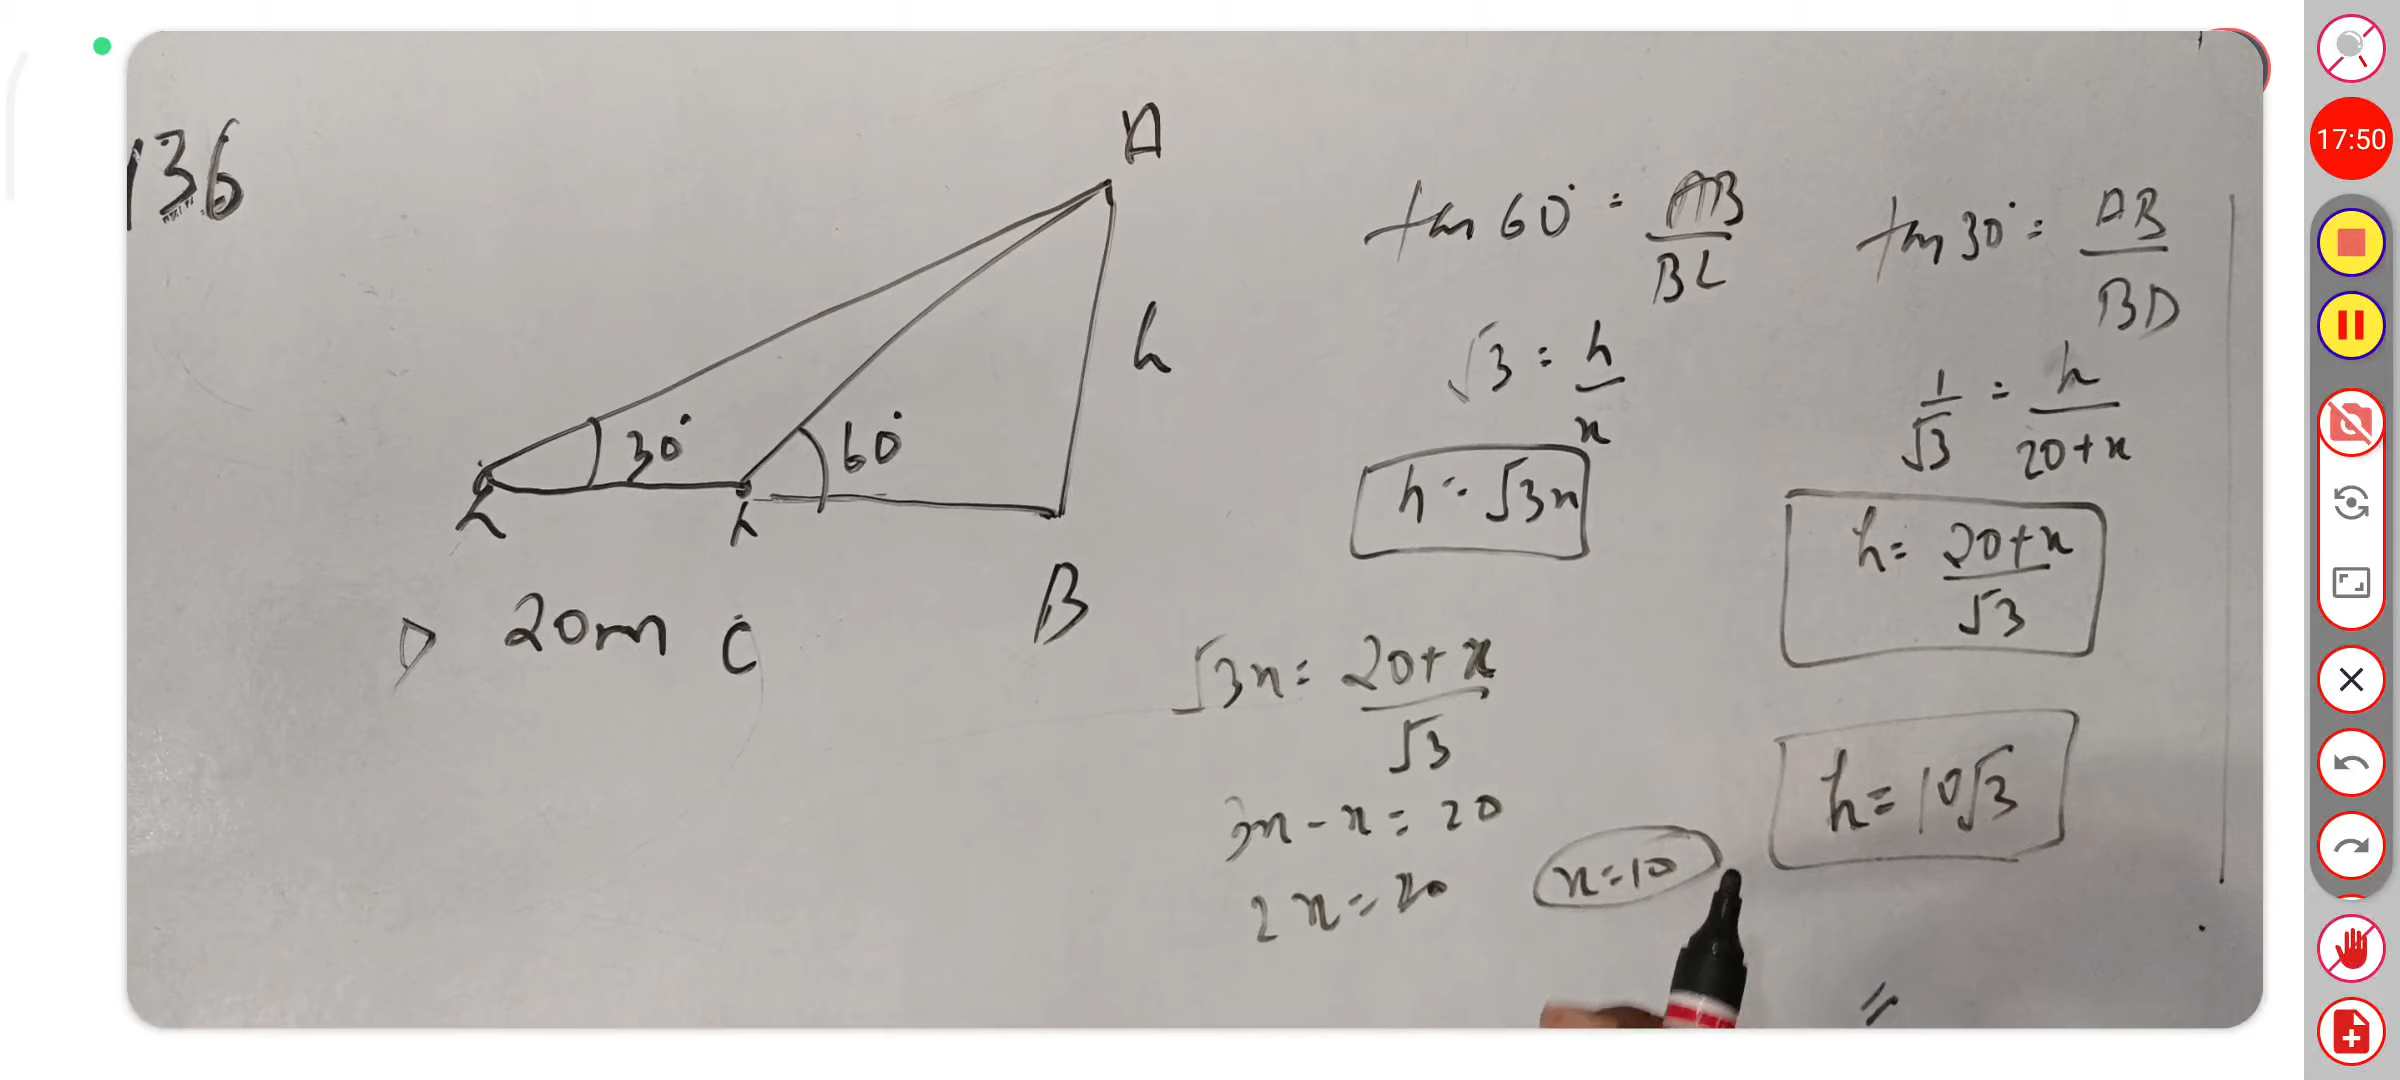 136
A
h
30°
60°
D
20m
C
B
tan 60° = AB/BC
√3 = h/x
h = √3x
tan 30° = AB/BD
1/√3 = h/20+x
h = 20+x/√3
√3x = 20+x/√3
3x - x = 20
2x = 20
x = 10
h = 10√3
17:50